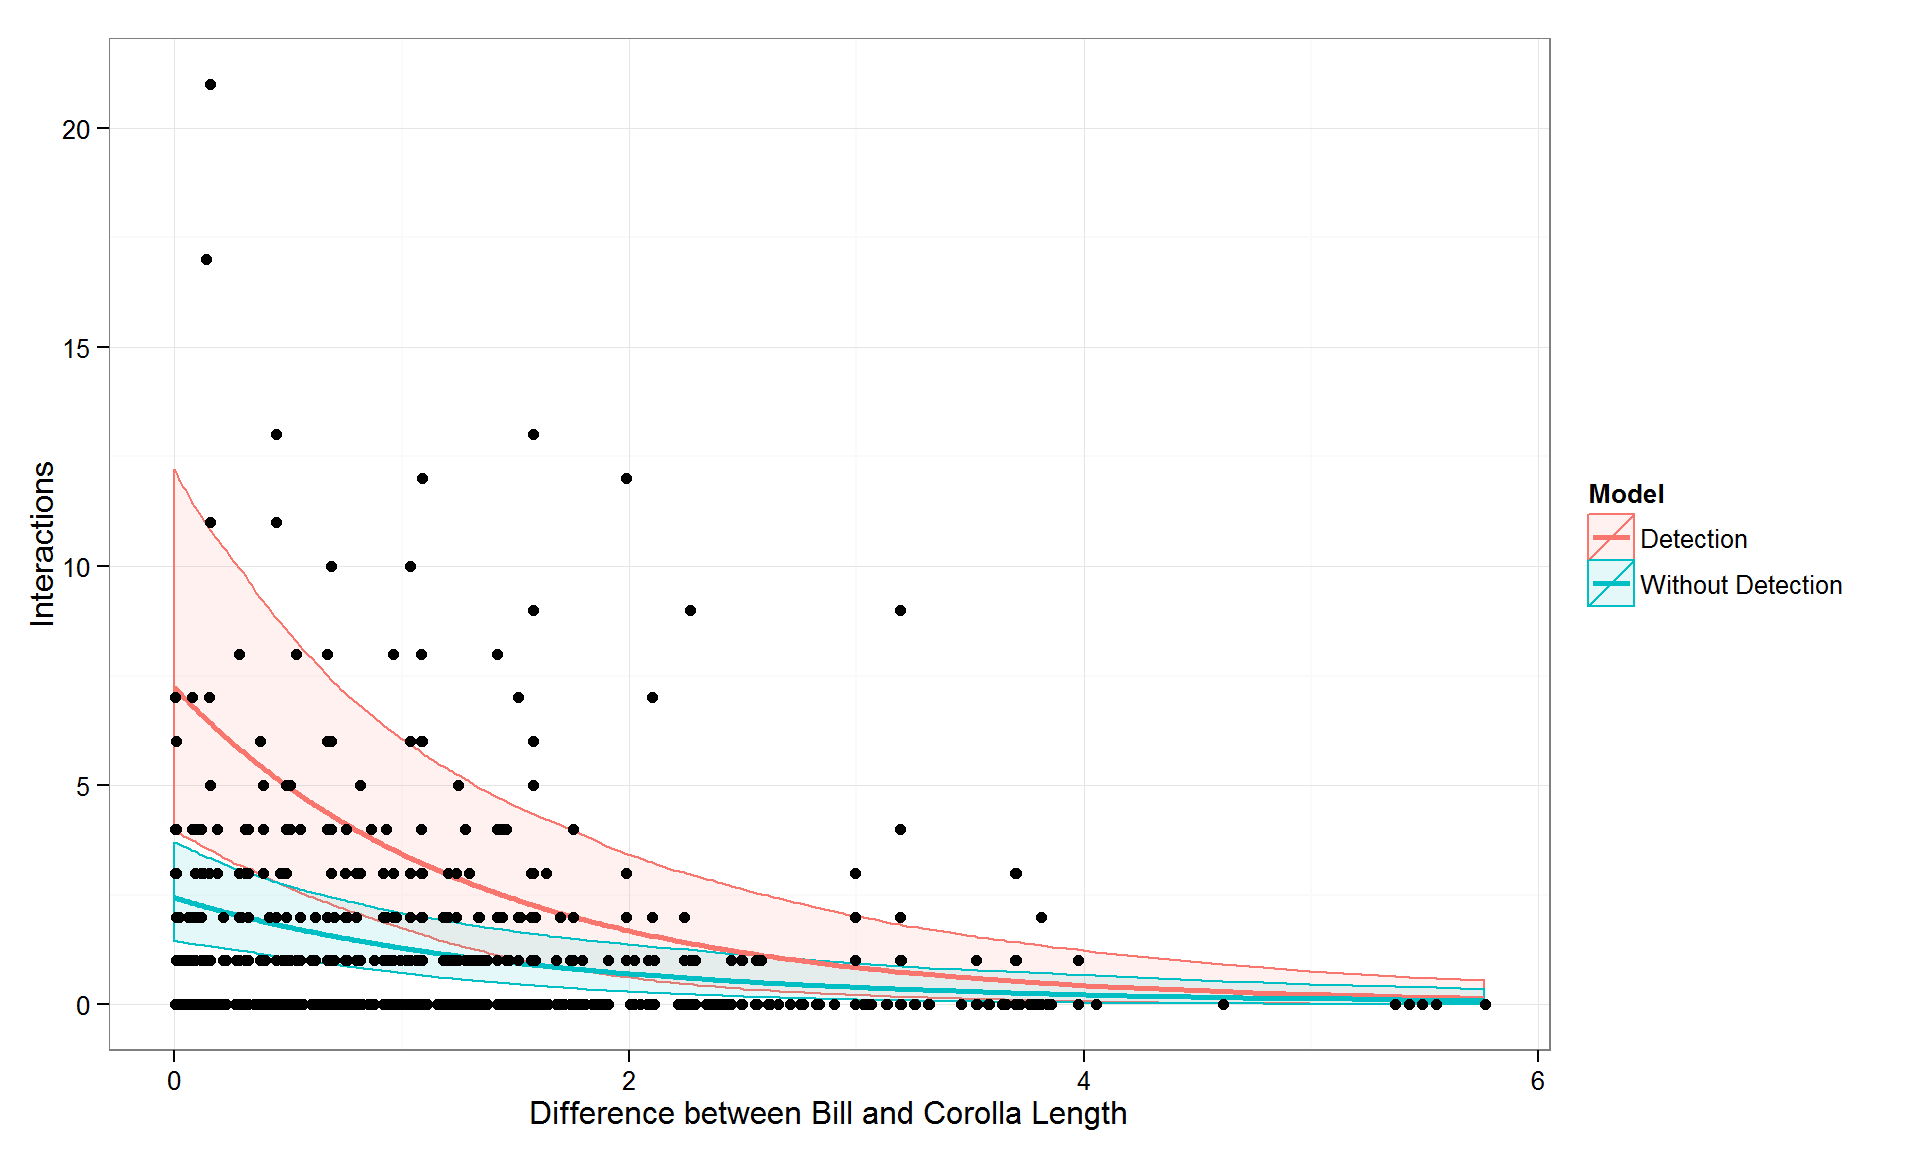 20
15
10
5
0
Interactions
0 2 4 6
Difference between Bill and Corolla Length
Model
Detection
Without Detection